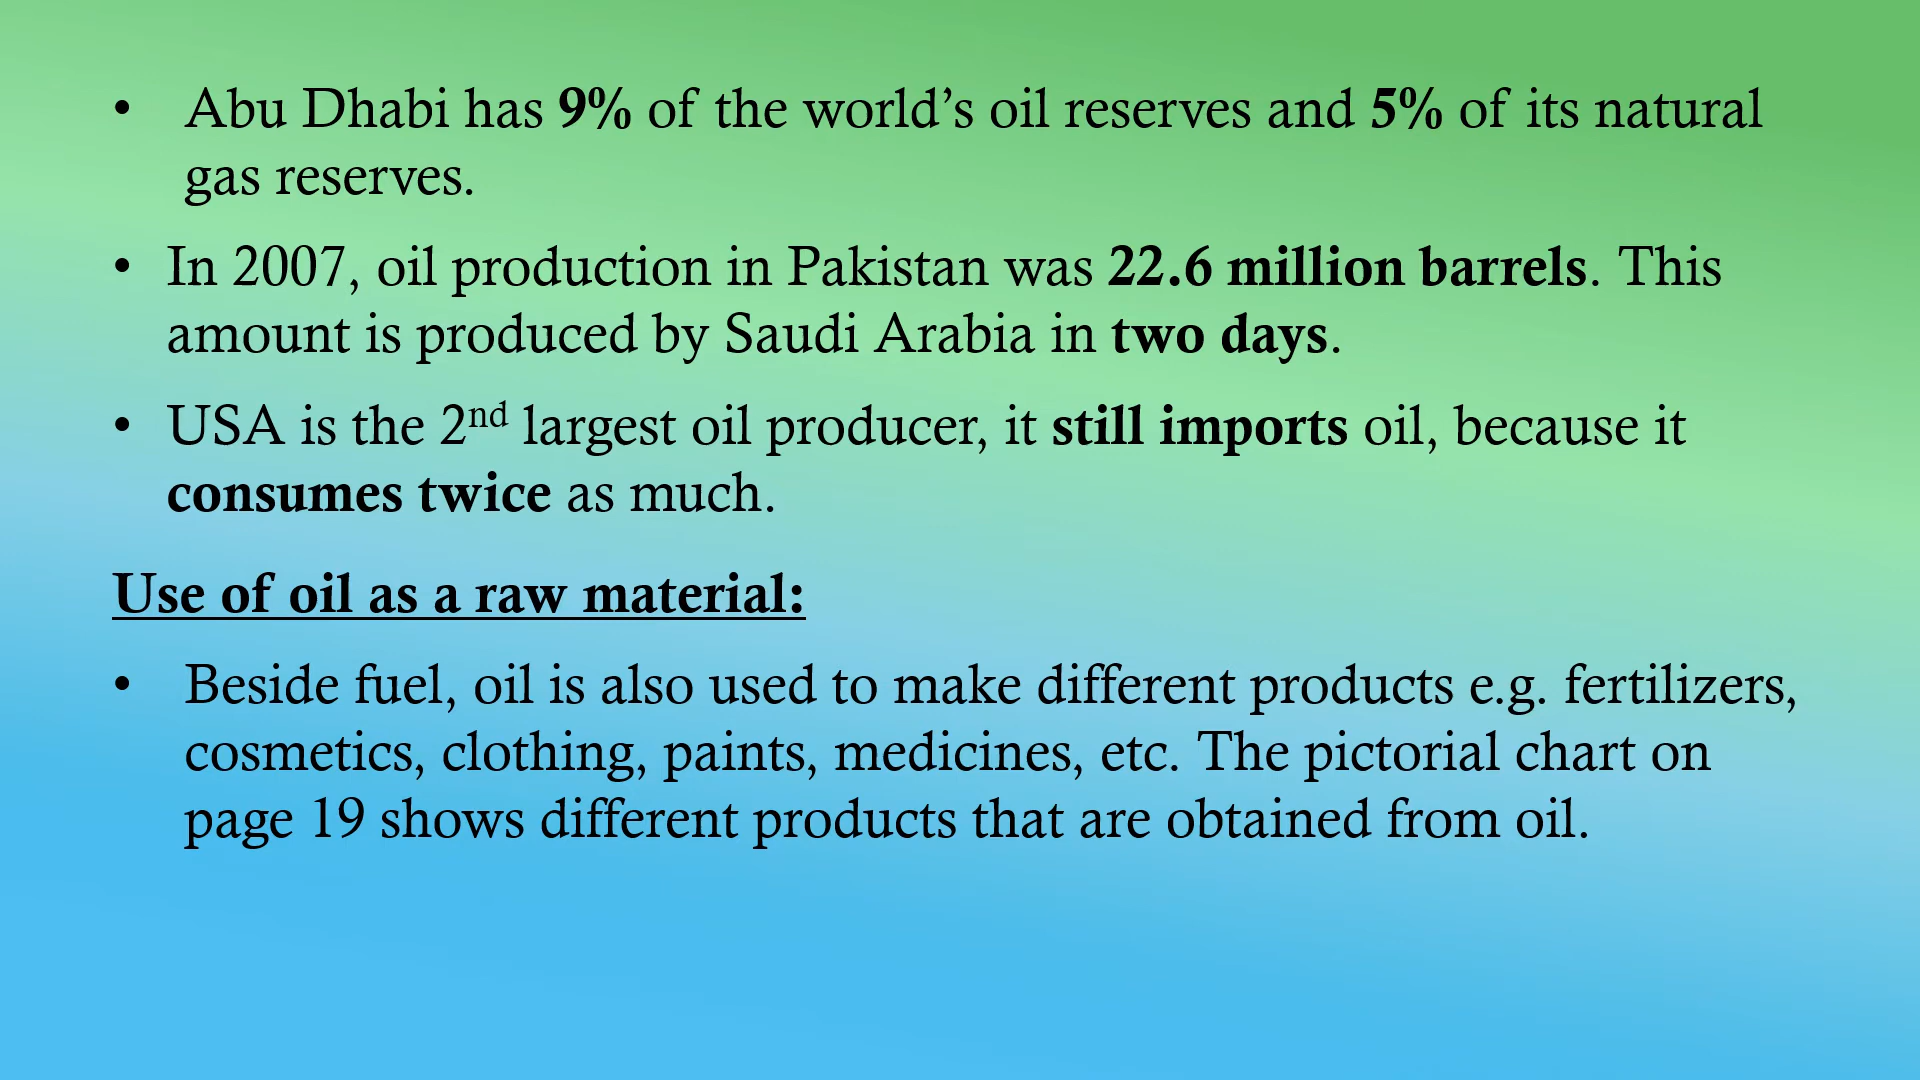 • Abu Dhabi has 9% of the world’s oil reserves and 5% of its natural
gas reserves.
• In 2007, oil production in Pakistan was 22.6 million barrels. This
amount is produced by Saudi Arabia in two days.
• USA is the 2nd largest oil producer, it still imports oil, because it
consumes twice as much.
Use of oil as a raw material:
• Beside fuel, oil is also used to make different products e.g. fertilizers,
cosmetics, clothing, paints, medicines, etc. The pictorial chart on
page 19 shows different products that are obtained from oil.